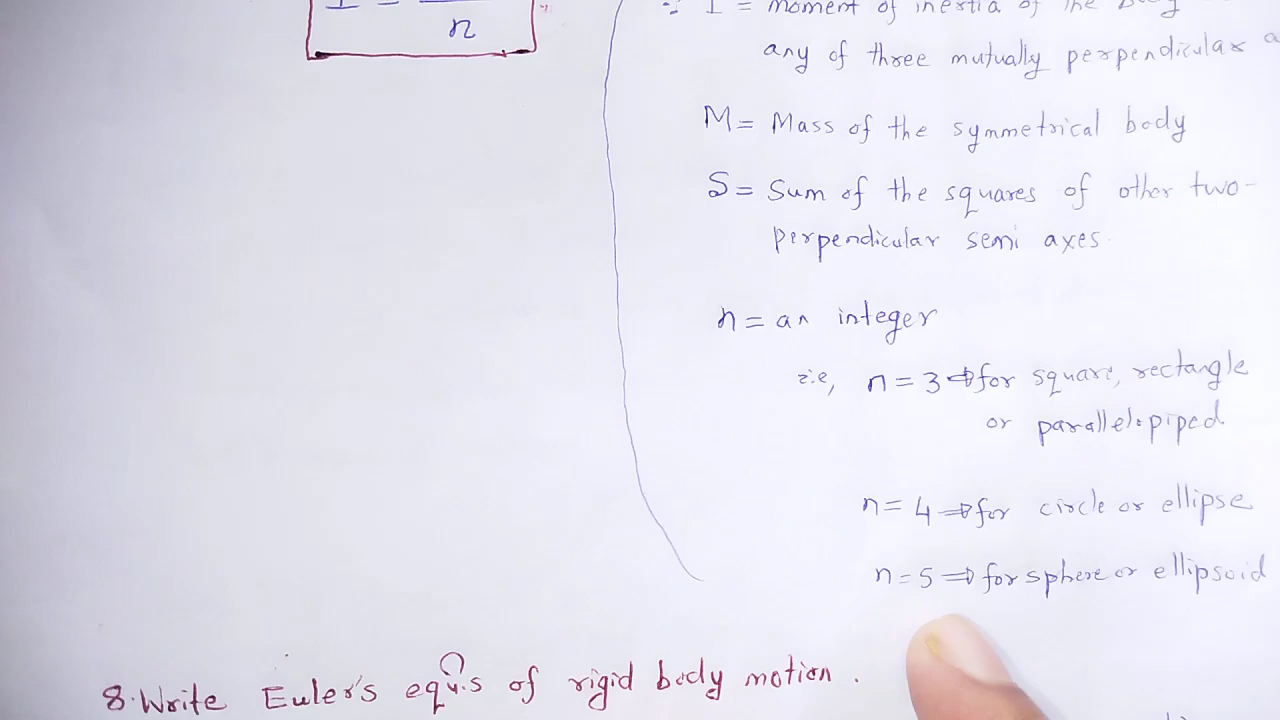 n
∵ I = moment of inertia of the body
any of three mutually perpendicular a
M = Mass of the symmetrical body
S = Sum of the squares of other two-
perpendicular semi axes.
n = an integer
i.e, n = 3 ⇒ for square, rectangle
or parallelopiped
n = 4 ⇒ for circle or ellipse
n = 5 ⇒ for sphere or ellipsoid
8. Write Euler's equ.s of rigid body motion.